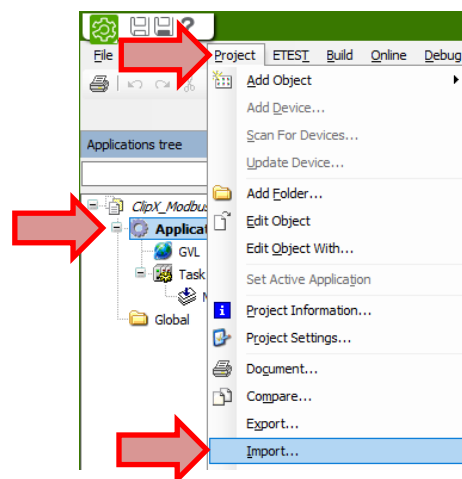 ?
File Project ETEST Build Online Debug
Add Object
Add Device...
Scan For Devices...
Update Device...
Add Folder...
Edit Object
Edit Object With...
Set Active Application
Project Information...
Project Settings...
Document...
Compare...
Export...
Import...
Applications tree
ClipX_Modbus
Applicat
GVL
Task
Global